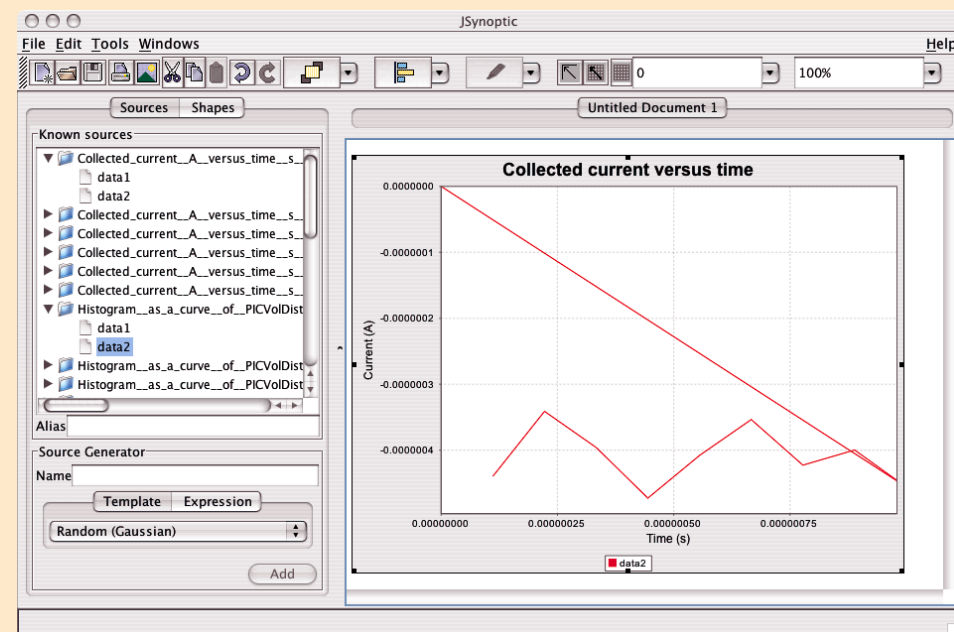 JSynoptic
File Edit Tools Windows Help
0 100%
Sources Shapes
Untitled Document 1
Known sources
Collected_current__A__versus_time__s_
data1
data2
Collected_current__A__versus_time__s_
Collected_current__A__versus_time__s_
Collected_current__A__versus_time__s_
Collected_current__A__versus_time__s_
Collected_current__A__versus_time__s_
Histogram__as_a_curve__of__PICVolDist
data1
data2
Histogram__as_a_curve__of__PICVolDist
Histogram__as_a_curve__of__PICVolDist
Alias
Source Generator
Name
Template Expression
Random (Gaussian)
Add
Collected current versus time
0.0000000
-0.0000001
-0.0000002
-0.0000003
-0.0000004
Current (A)
0.00000000 0.00000025 0.00000050 0.00000075
Time (s)
data2